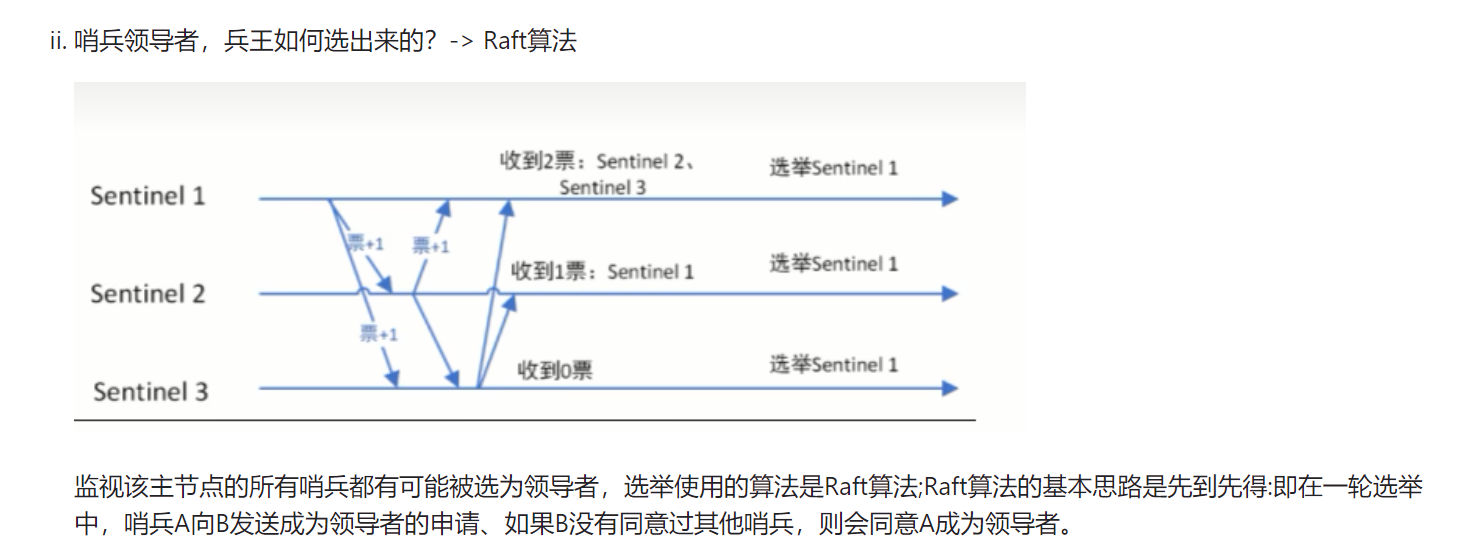 ii. 哨兵领导者，兵王如何选出来的？-> Raft算法
收到2票：Sentinel 2、
Sentinel 3
选举Sentinel 1
Sentinel 1
票+1
票+1
收到1票：Sentinel 1
选举Sentinel 1
Sentinel 2
票+1
收到0票
选举Sentinel 1
Sentinel 3
监视该主节点的所有哨兵都有可能被选为领导者，选举使用的算法是Raft算法;Raft算法的基本思路是先到先得:即在一轮选举
中，哨兵A向B发送成为领导者的申请、如果B没有同意过其他哨兵，则会同意A成为领导者。